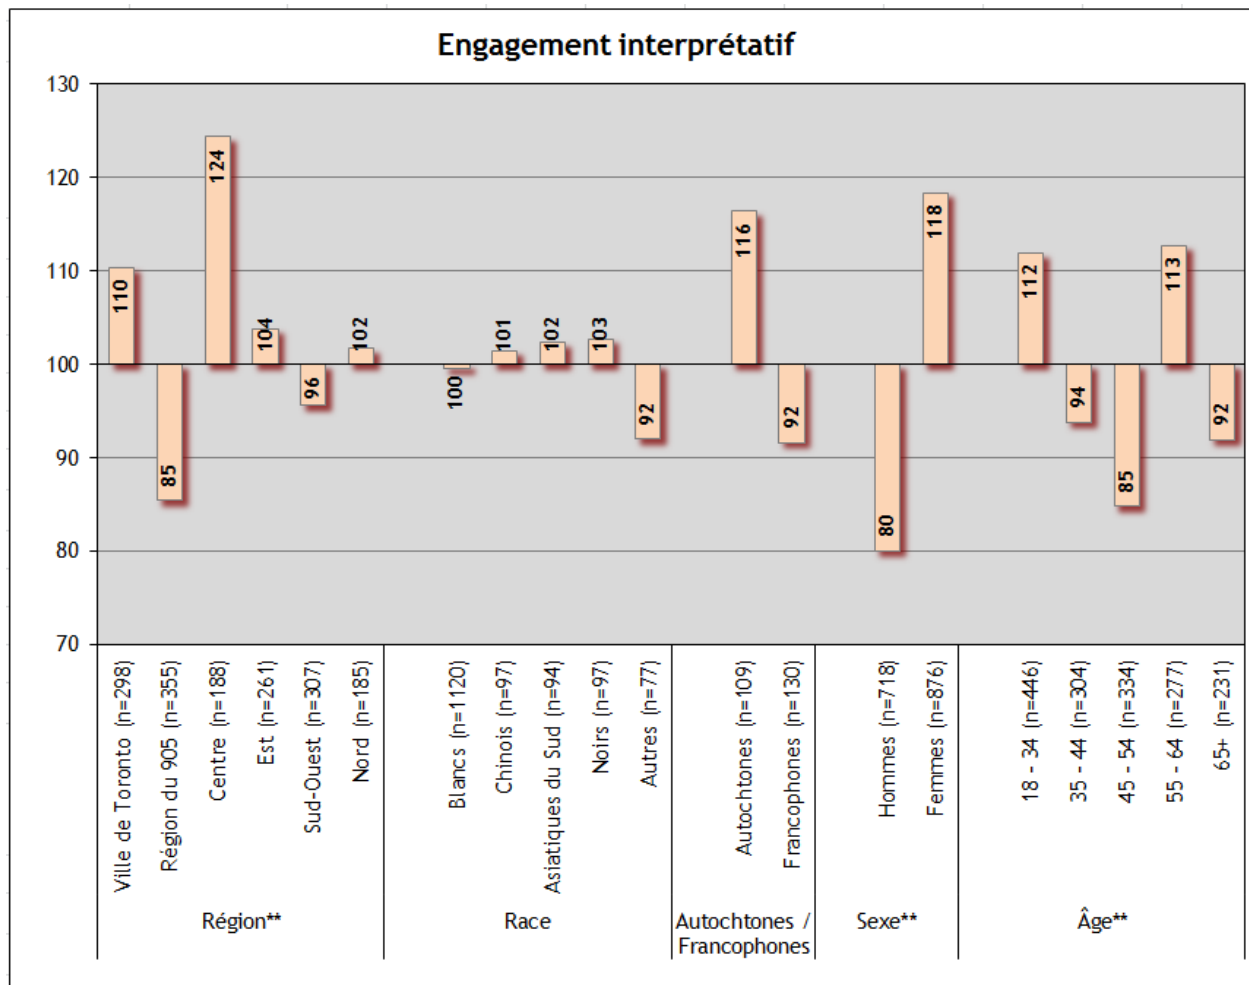 Engagement interprétatif
130
120
110
100
90
80
70
110
85
124
104
96
102
100
101
102
103
92
116
92
80
118
112
94
85
113
92
Ville de Toronto (n=298)
Région du 905 (n=355)
Centre (n=188)
Est (n=261)
Sud-Ouest (n=307)
Nord (n=185)
Blancs (n=1120)
Chinois (n=97)
Asiatiques du Sud (n=94)
Noirs (n=97)
Autres (n=77)
Autochtones (n=109)
Francophones (n=130)
Hommes (n=718)
Femmes (n=876)
18 - 34 (n=446)
35 - 44 (n=304)
45 - 54 (n=334)
55 - 64 (n=277)
65+ (n=231)
Région**
Race
Autochtones /
Francophones
Sexe**
Âge**